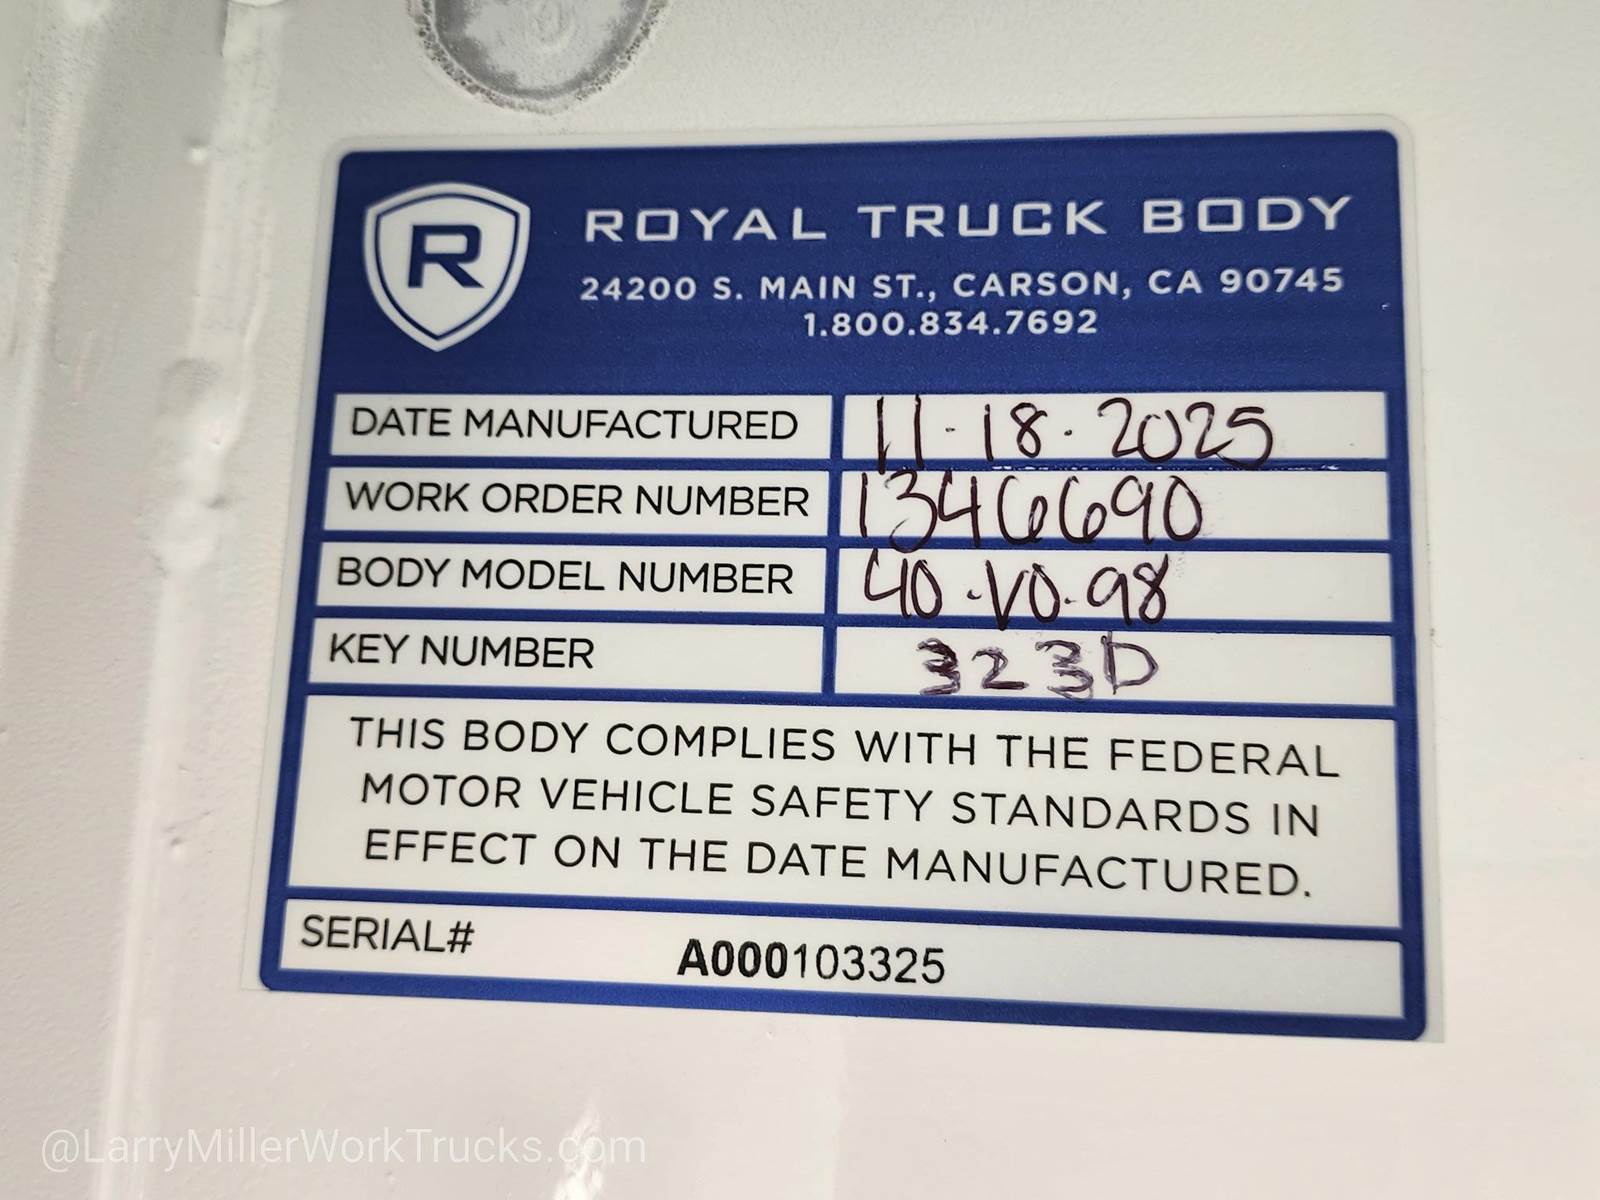 R
ROYAL TRUCK BODY
24200 S. MAIN ST., CARSON, CA 90745
1.800.834.7692
DATE MANUFACTURED 11-18-2025
WORK ORDER NUMBER 1346690
BODY MODEL NUMBER 40-VO-98
KEY NUMBER 323D
THIS BODY COMPLIES WITH THE FEDERAL
MOTOR VEHICLE SAFETY STANDARDS IN
EFFECT ON THE DATE MANUFACTURED.
SERIAL# A000103325
@LarryMillerWorkTrucks.com